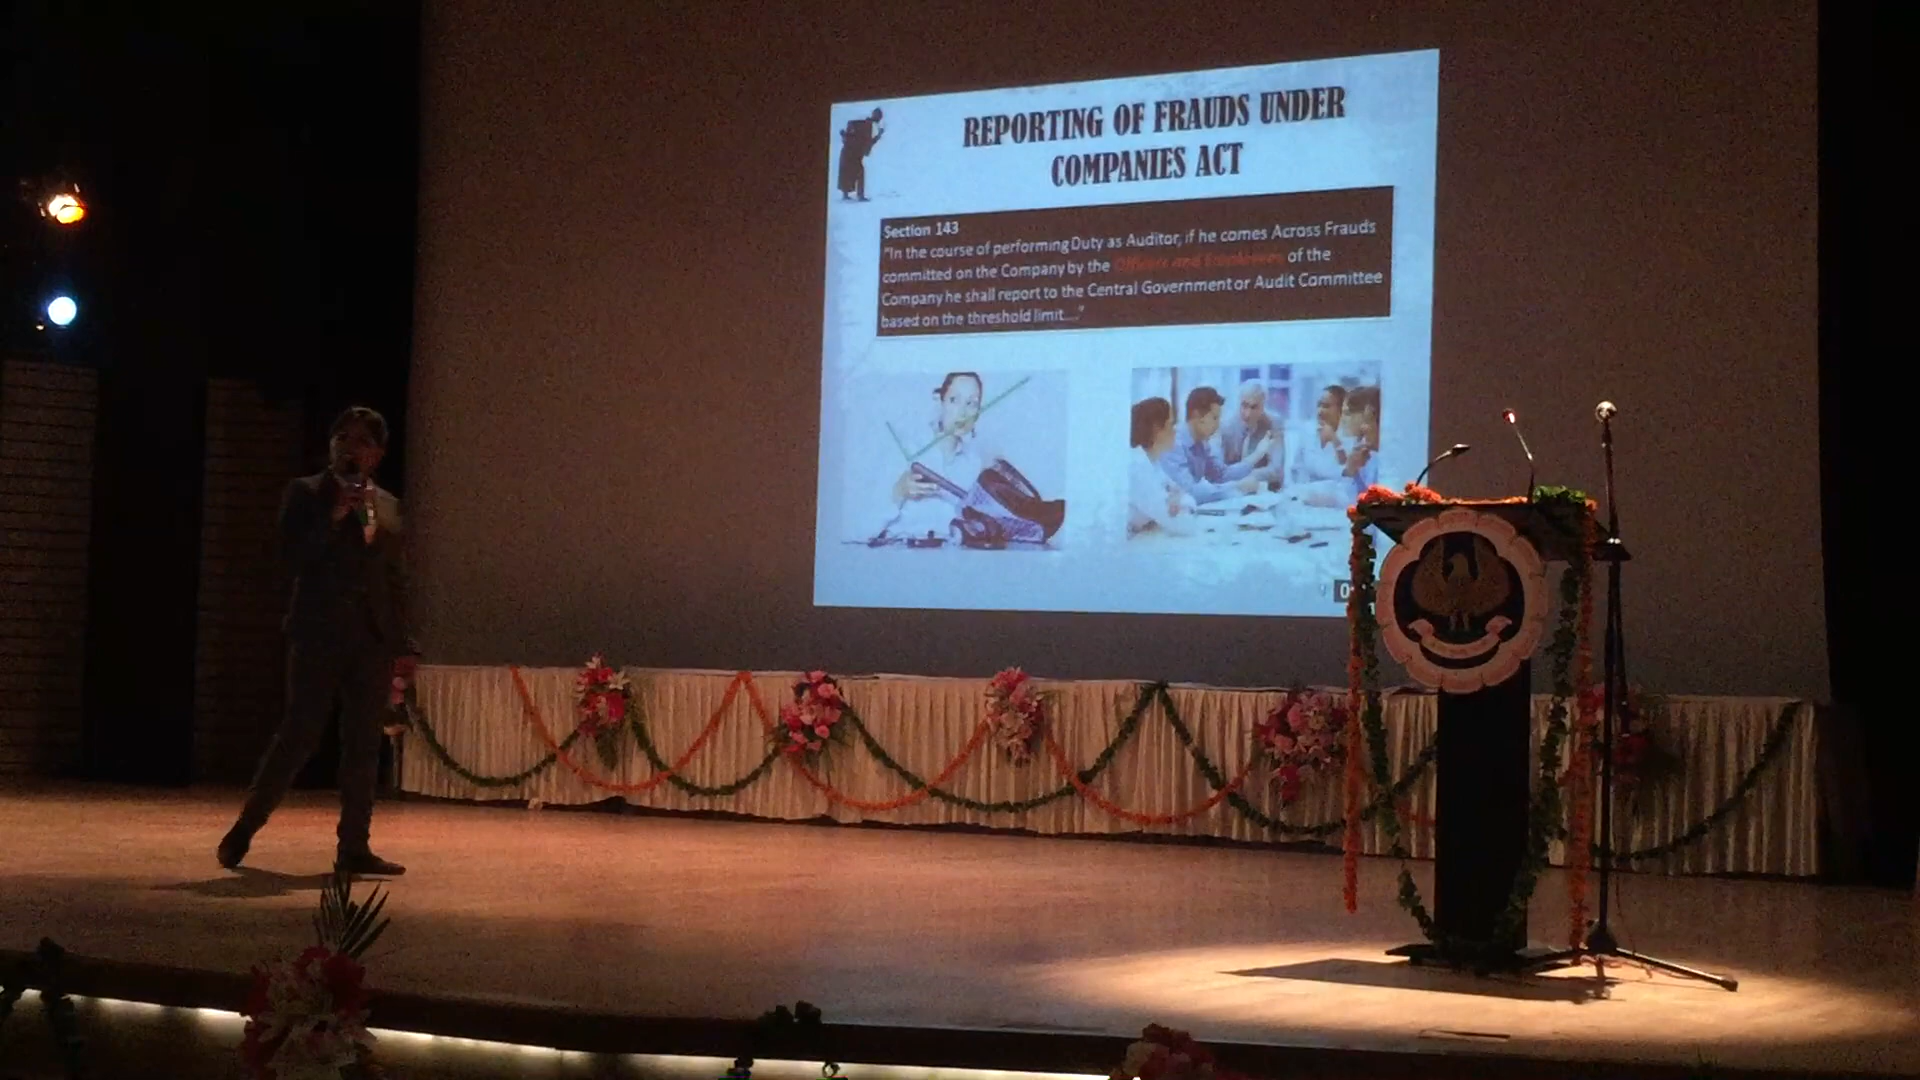 REPORTING OF FRAUDS UNDER
COMPANIES ACT
Section 143
"In the course of performing Duty as Auditor, if he comes Across Frauds
committed on the Company by the Officers and Employees of the
Company he shall report to the Central Government or Audit Committee
based on the threshold limit...."